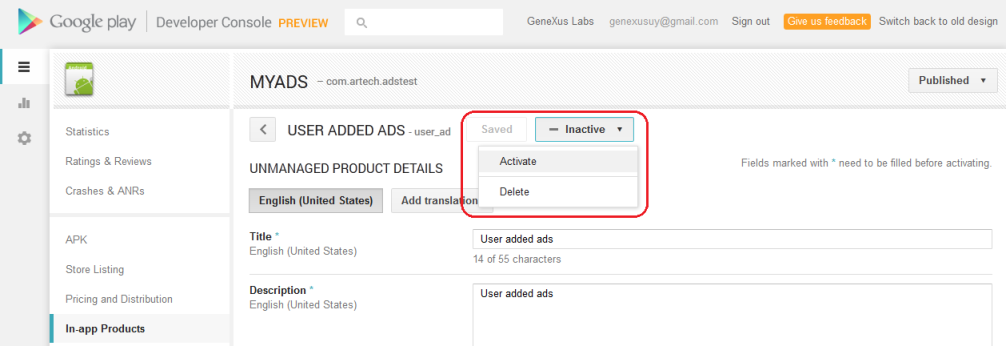 Google play Developer Console PREVIEW GeneXus Labs genexusuy@gmail.com Sign out Give us feedback Switch back to old design
MYADS – com.artech.adstest Published
Statistics
Ratings & Reviews
Crashes & ANRs
APK
Store Listing
Pricing and Distribution
In-app Products
USER ADDED ADS - user_ad Saved Inactive
Activate
Delete
UNMANAGED PRODUCT DETAILS
Fields marked with * need to be filled before activating.
English (United States) Add translation
Title * User added ads
English (United States)
14 of 55 characters
Description * User added ads
English (United States)